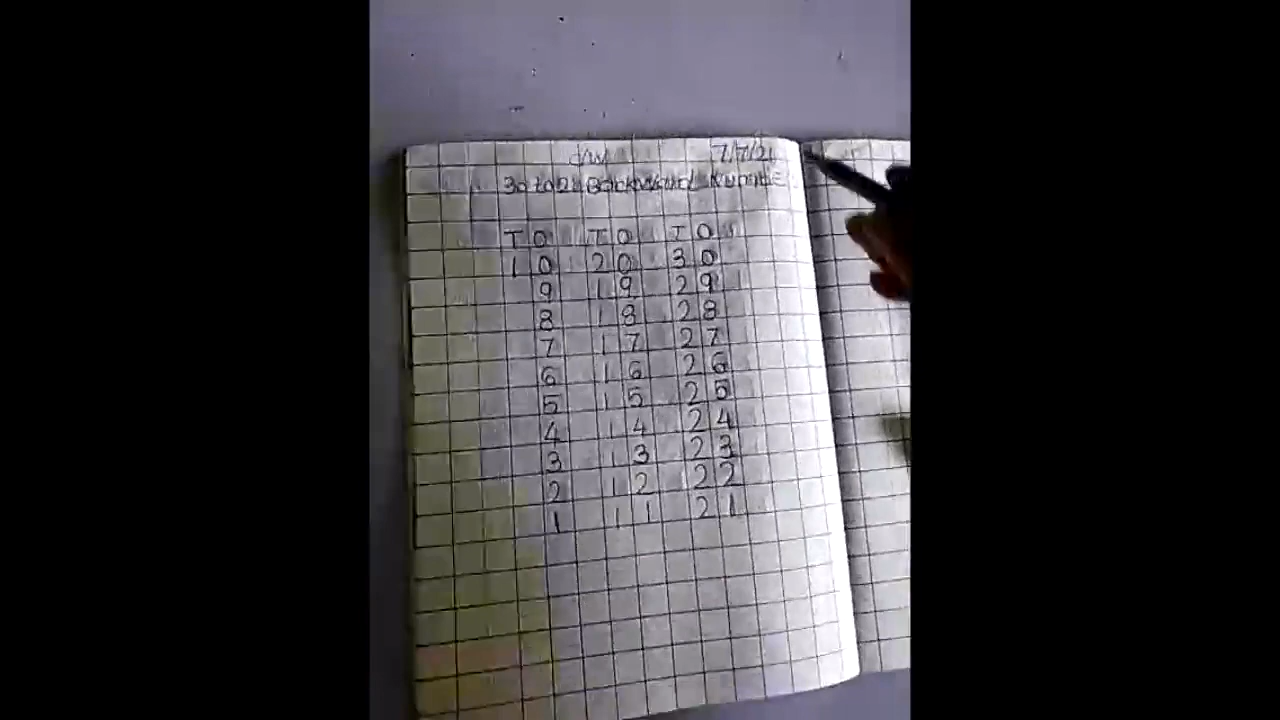 c/w 7/7/21
30 to 21 Backward Number
T O T O T O
1 0 2 0 3 0
9 1 9 2 9
8 1 8 2 8
7 1 7 2 7
6 1 6 2 6
5 1 5 2 5
4 1 4 2 4
3 1 3 2 3
2 1 2 2 2
1 1 1 2 1